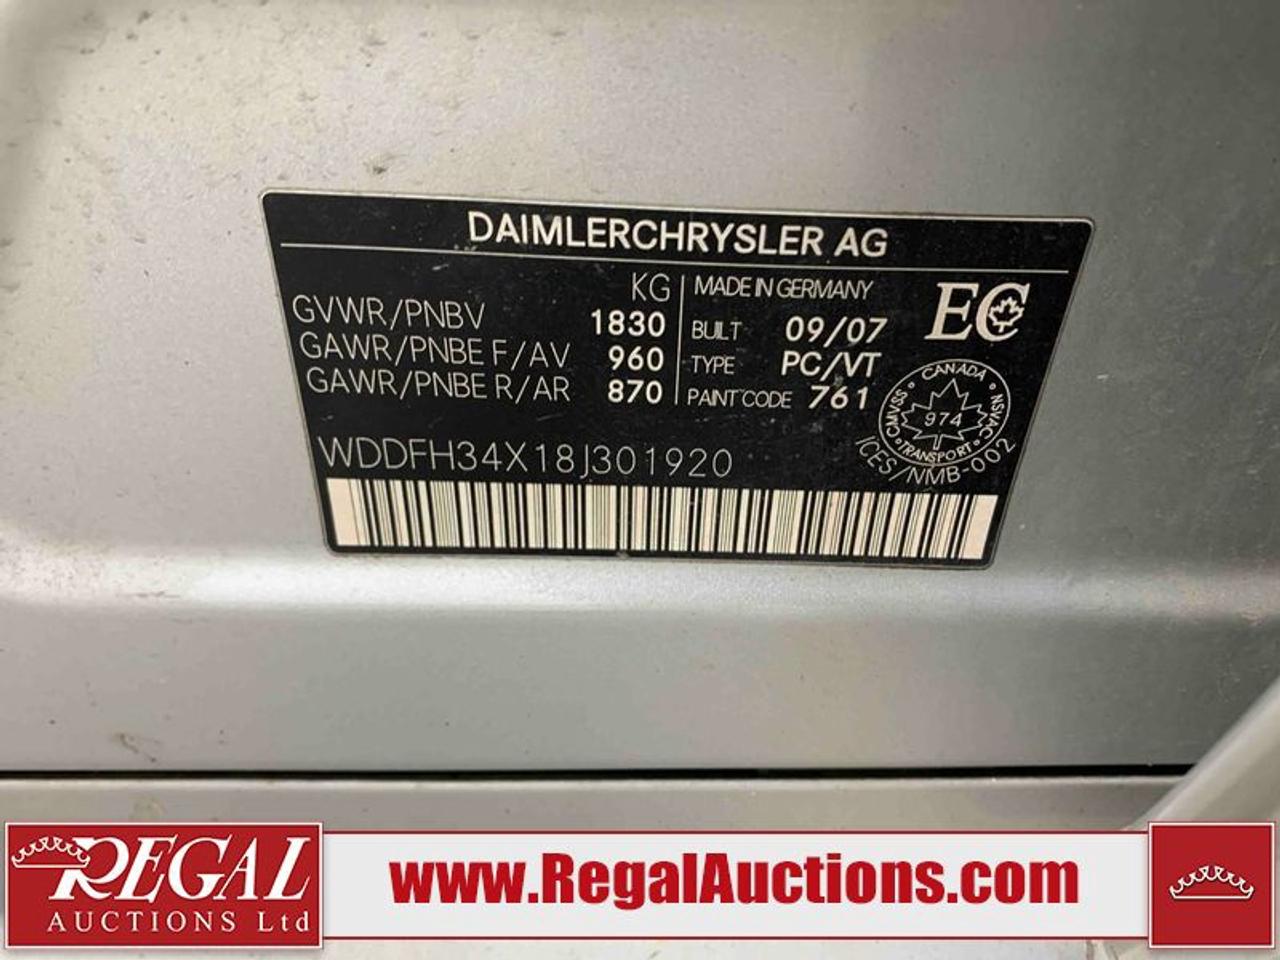 DAIMLERCHRYSLER AG
KG
GVWR/PNBV 1830
GAWR/PNBE F/AV 960
GAWR/PNBE R/AR 870
MADE IN GERMANY
BUILT 09/07
TYPE PC/VT
PAINT CODE 761
EC
CANADA
CMVSS 974 NSVAC
TRANSPORT
ICES/NMB-002
WDDFH34X18J301920
REGAL
AUCTIONS Ltd
www.RegalAuctions.com